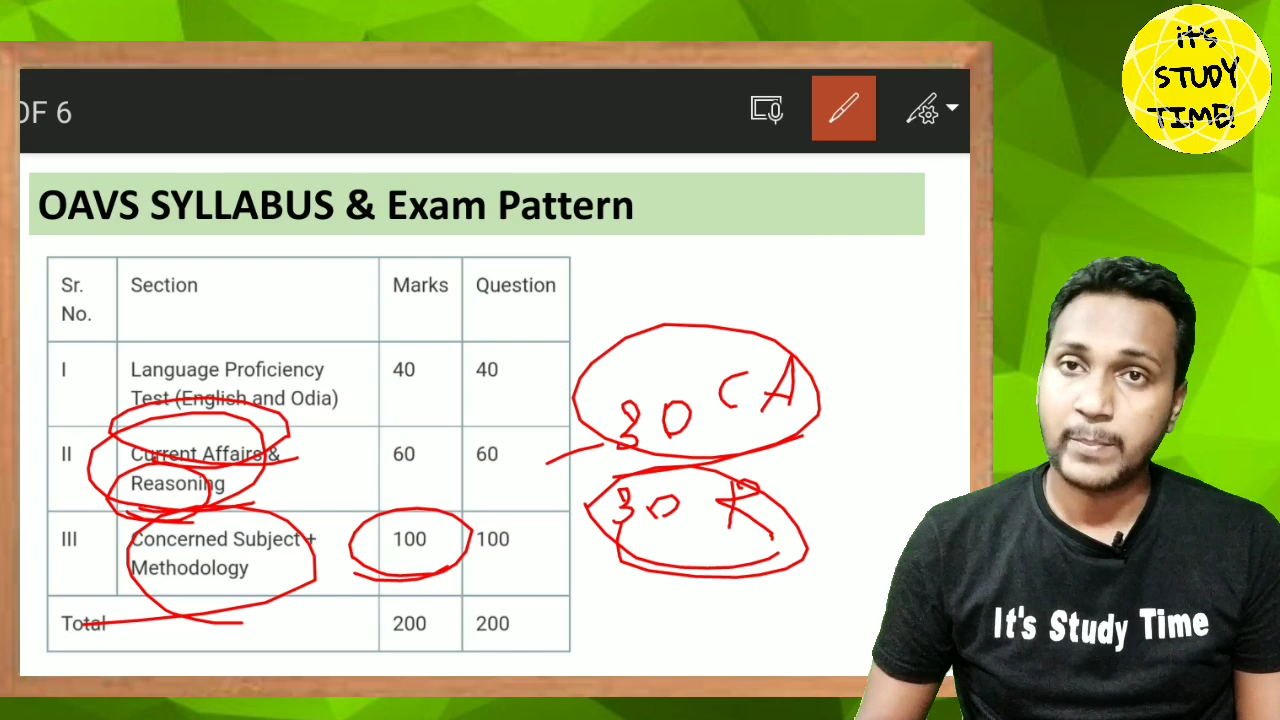 OF 6
it's
STUDY
TIME!
OAVS SYLLABUS & Exam Pattern
Sr. No. Section Marks Question
I Language Proficiency Test (English and Odia) 40 40
II Current Affairs & Reasoning 60 60
III Concerned Subject + Methodology 100 100
Total 200 200
30 CA
30 R
It's Study Time